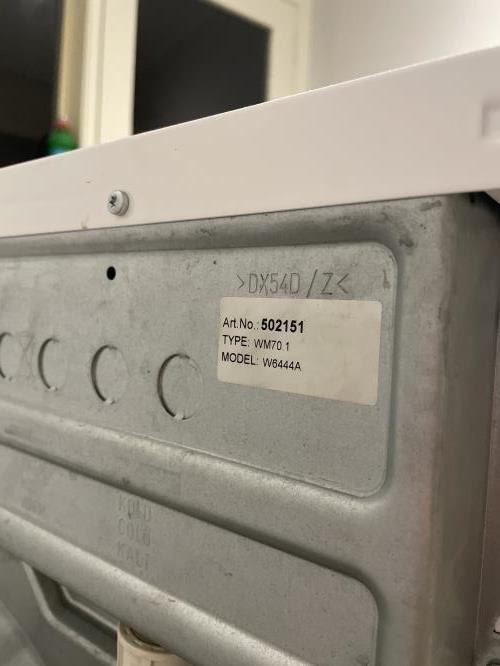 >DX54D/Z<
Art.No.: 502151
TYPE: WM70.1
MODEL: W6444A
KOLD
COLD
KALT